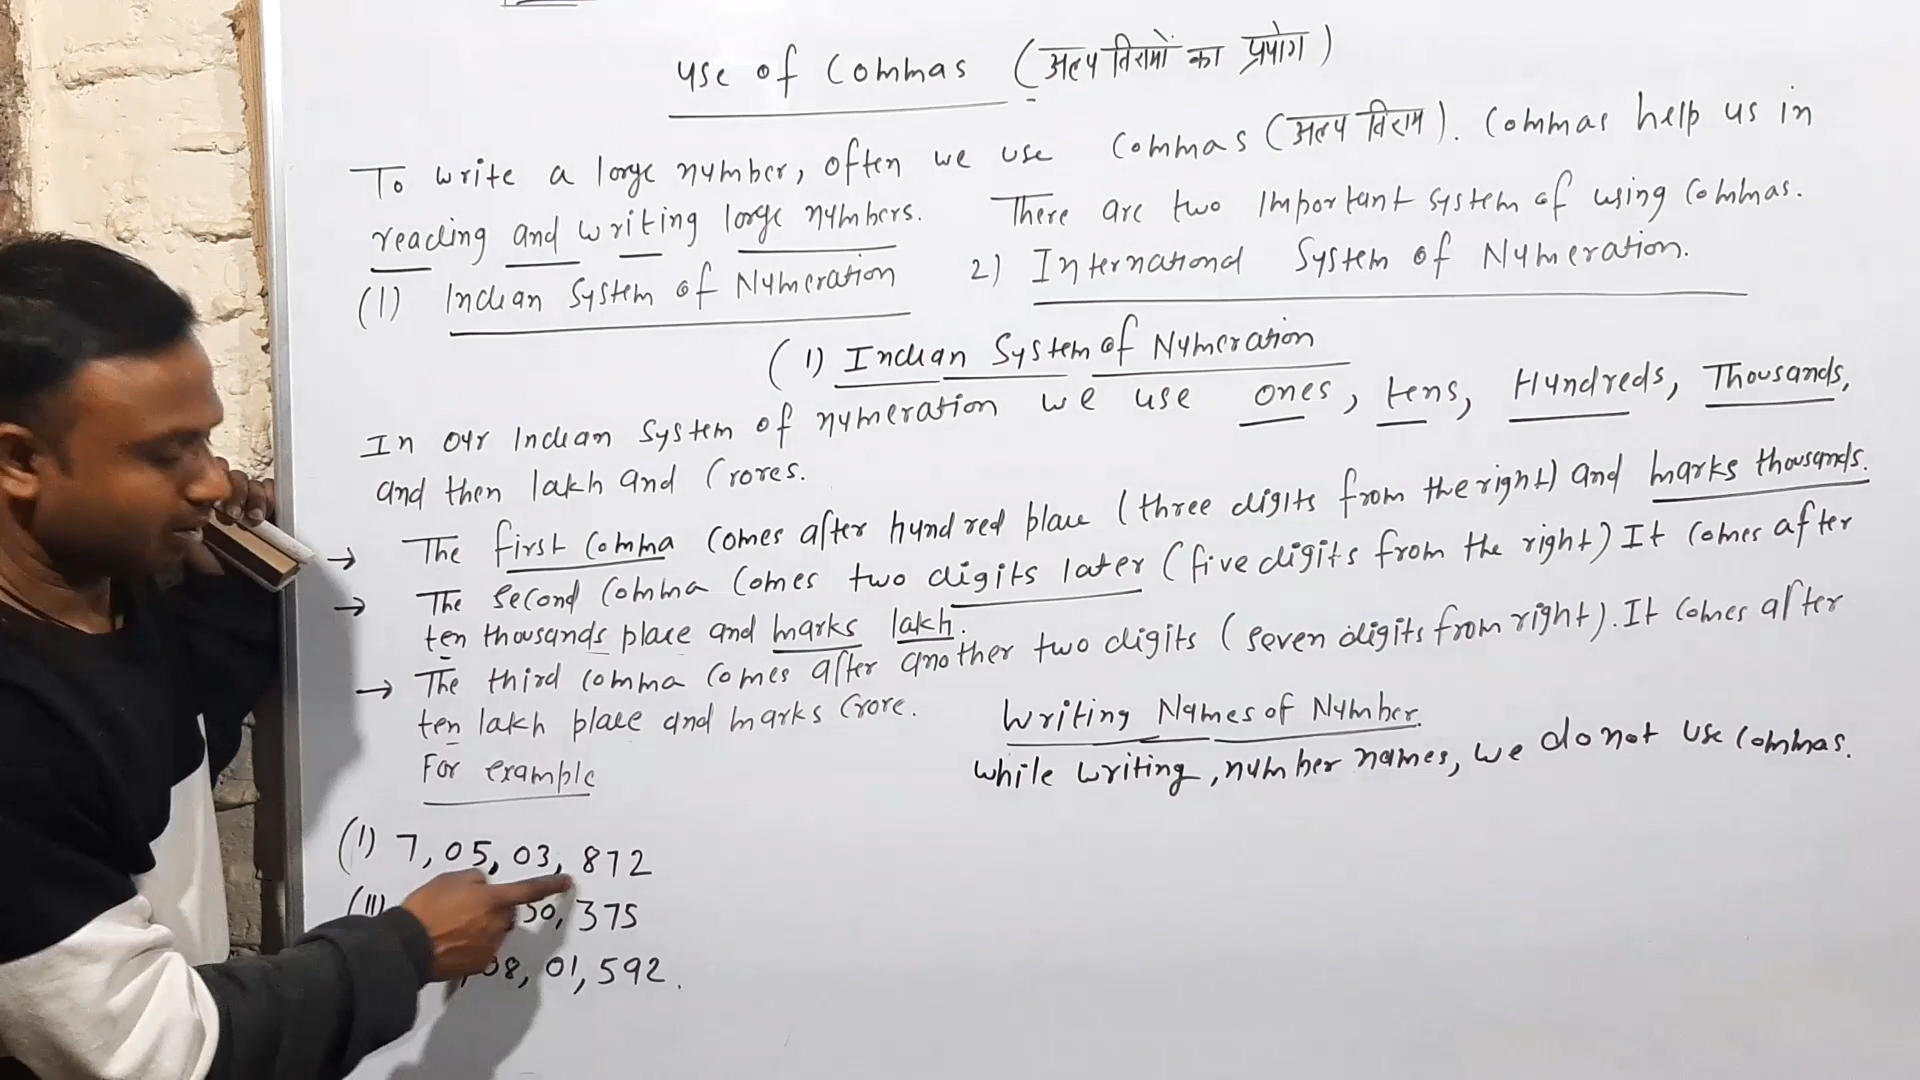 Use of Commas (अल्प विरामों का प्रयोग)
To write a large number, often we use commas (अल्प विराम). Commas help us in
reading and writing large numbers. There are two important system of using commas.
(1) Indian System of Numeration 2) International System of Numeration.
(1) Indian System of Numeration
In our Indian System of numeration we use ones, tens, Hundreds, Thousands,
and then lakh and Crores.
→ The first comma comes after hundred place (three digits from the right) and marks thousands.
→ The second comma comes two digits later (five digits from the right) It comes after
ten thousands place and marks lakh.
→ The third comma comes after another two digits (seven digits from right). It comes after
ten lakh place and marks Crore.
For example
Writing Names of Number.
While writing, number names, we do not use commas.
(I) 7,05,03,872
(II) 50,375
,08,01,592.